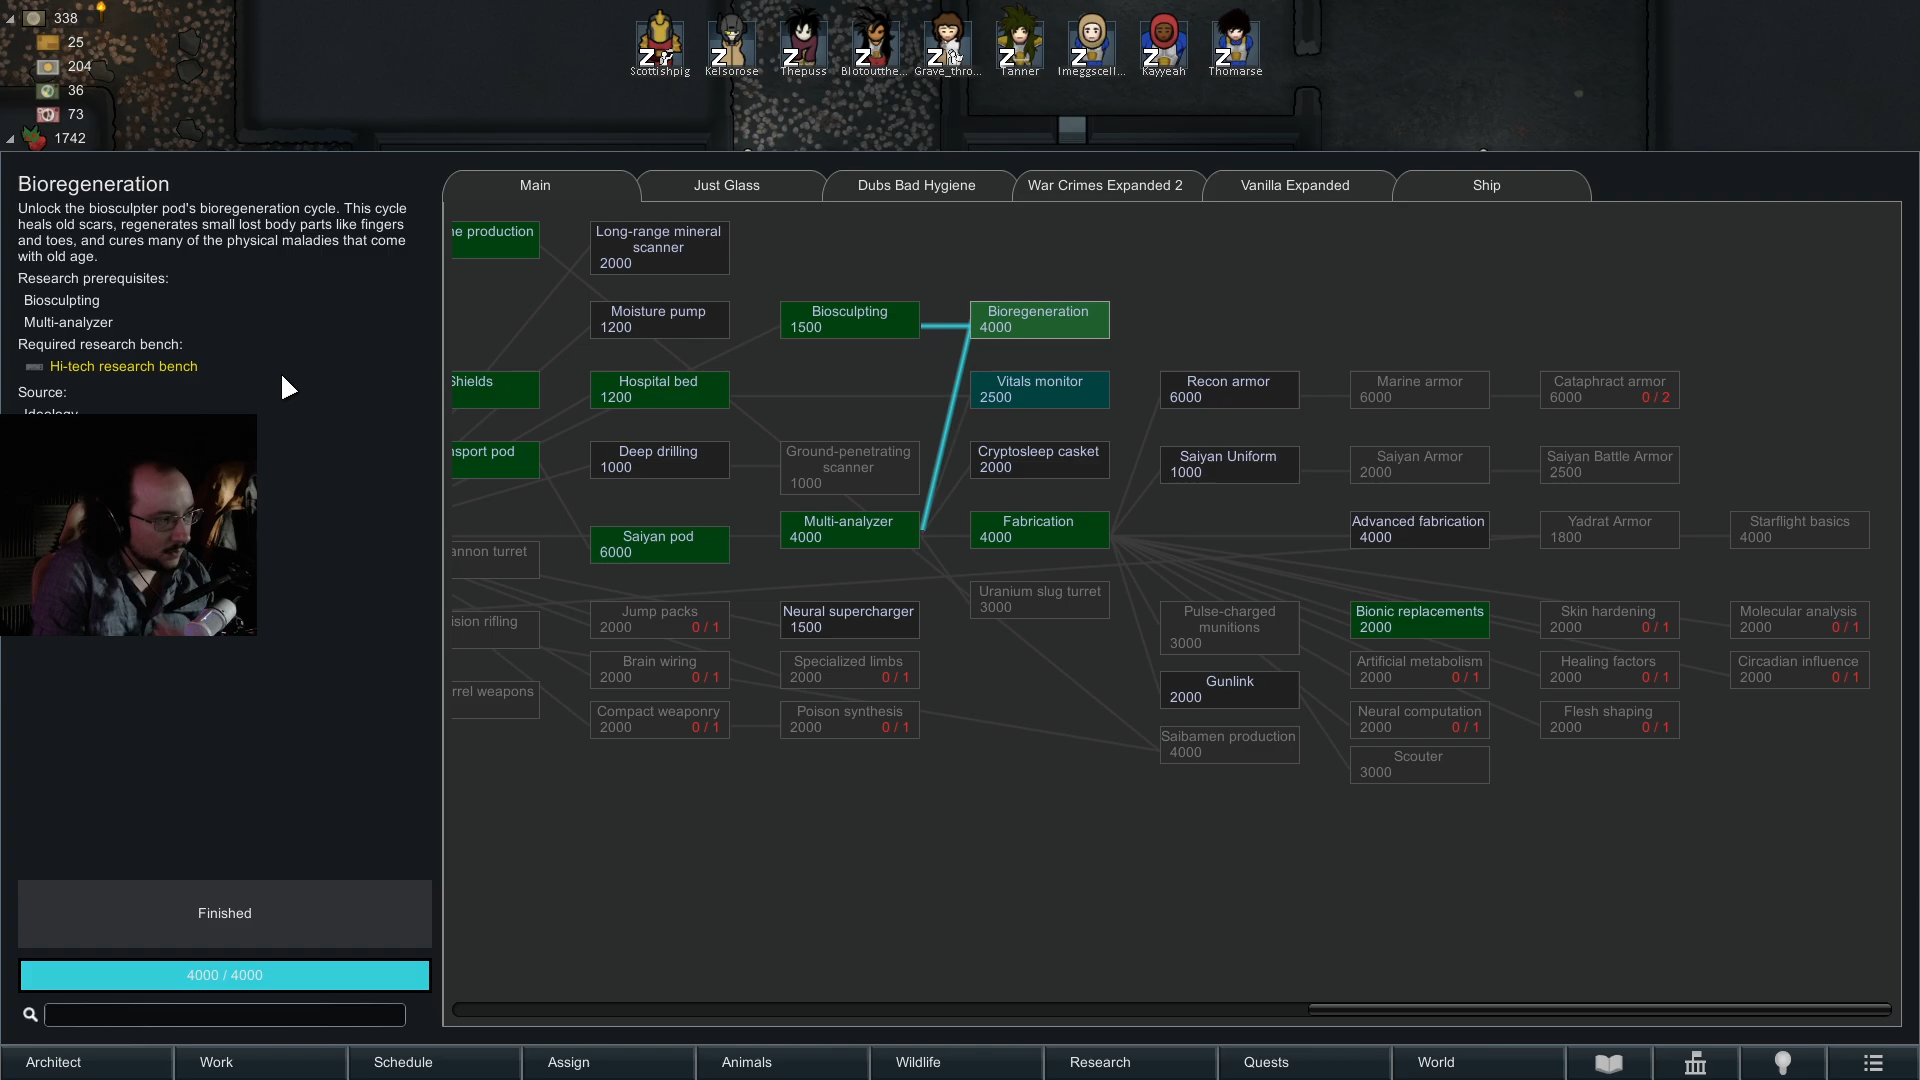 338
25
204
36
73
1742
Scottishpig
Kelsorose
Thepuss
Blotoutthe...
Grave_thro...
Tanner
Imeggscell...
Kayyeah
Thomarse
Bioregeneration
Unlock the biosculpter pod's bioregeneration cycle. This cycle
heals old scars, regenerates small lost body parts like fingers
and toes, and cures many of the physical maladies that come
with old age.
Research prerequisites:
Biosculpting
Multi-analyzer
Required research bench:
Hi-tech research bench
Source:
Ideology
Finished
4000 / 4000
Main
Just Glass
Dubs Bad Hygiene
War Crimes Expanded 2
Vanilla Expanded
Ship
ne production
Long-range mineral
scanner
2000
Moisture pump
1200
Biosculpting
1500
Bioregeneration
4000
Shields
Hospital bed
1200
Vitals monitor
2500
Recon armor
6000
Marine armor
6000
Cataphract armor
6000 0 / 2
nsport pod
Deep drilling
1000
Ground-penetrating
scanner
1000
Cryptosleep casket
2000
Saiyan Uniform
1000
Saiyan Armor
2000
Saiyan Battle Armor
2500
Saiyan pod
6000
Multi-analyzer
4000
Fabrication
4000
Advanced fabrication
4000
Yadrat Armor
1800
Starflight basics
4000
annon turret
Uranium slug turret
3000
ision rifling
Jump packs
2000 0 / 1
Neural supercharger
1500
Pulse-charged
munitions
3000
Bionic replacements
2000
Skin hardening
2000 0 / 1
Molecular analysis
2000 0 / 1
Brain wiring
2000 0 / 1
Specialized limbs
2000 0 / 1
Gunlink
2000
Artificial metabolism
2000 0 / 1
Healing factors
2000 0 / 1
Circadian influence
2000 0 / 1
rrel weapons
Compact weaponry
2000 0 / 1
Poison synthesis
2000 0 / 1
Saibamen production
4000
Neural computation
2000 0 / 1
Flesh shaping
2000 0 / 1
Scouter
3000
Architect
Work
Schedule
Assign
Animals
Wildlife
Research
Quests
World